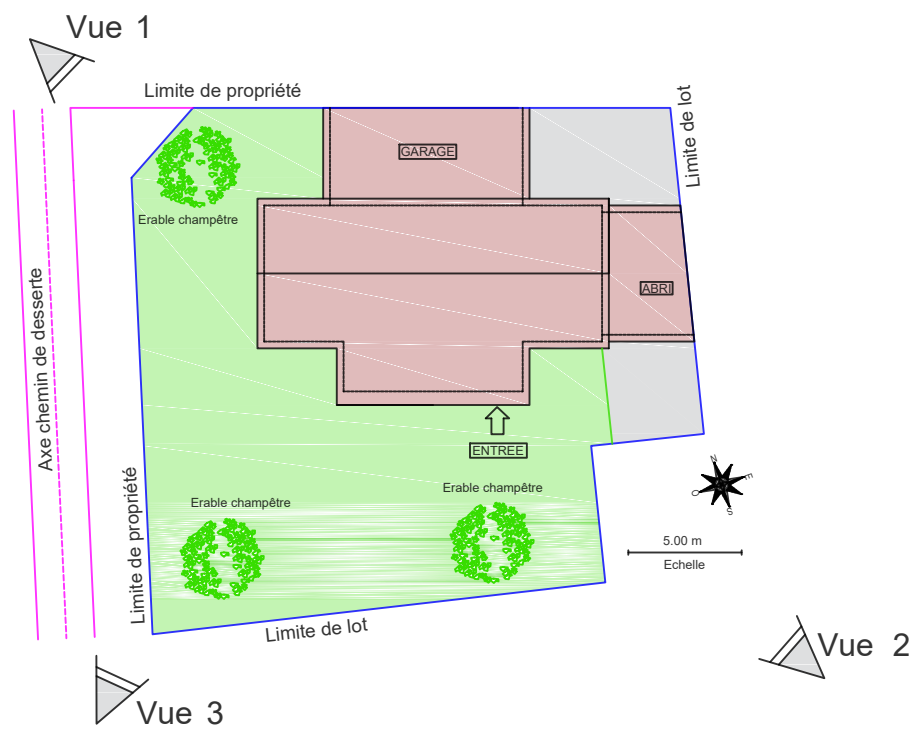 Vue 1
Limite de propriété
Limite de lot
GARAGE
Erable champêtre
Axe chemin de desserte
ABRI
ENTREE
N
E
S
O
Limite de propriété
Erable champêtre
Erable champêtre
5.00 m
Echelle
Limite de lot
Vue 2
Vue 3